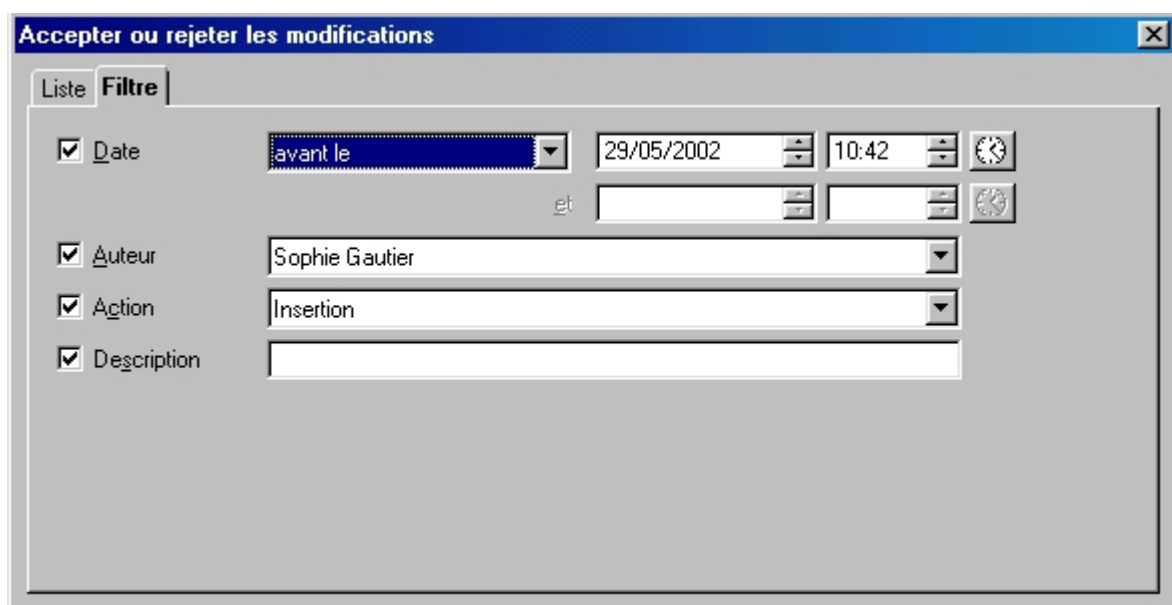 Accepter ou rejeter les modifications
Liste Filtre
Date avant le 29/05/2002 10:42
et
Auteur Sophie Gautier
Action Insertion
Description